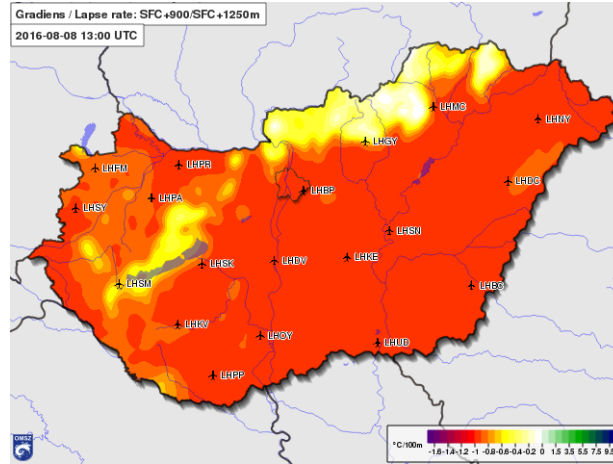 Gradiens / Lapse rate: SFC+900/SFC+1250m
2016-08-08 13:00 UTC
LHMC
LHNY
LHGY
LHPR
LHFM
LHDC
LHBP
LHPA
LHSY
LHSN
LHKE
LHDV
LHSK
LHSM
LHBC
LHKV
LHOY
LHUD
LHPP
OMSZ
°C/100m
-1.6 -1.4 -1.2 -1 -0.8 -0.6 -0.4 -0.2 0 1.3 3.5 5.5 7.5